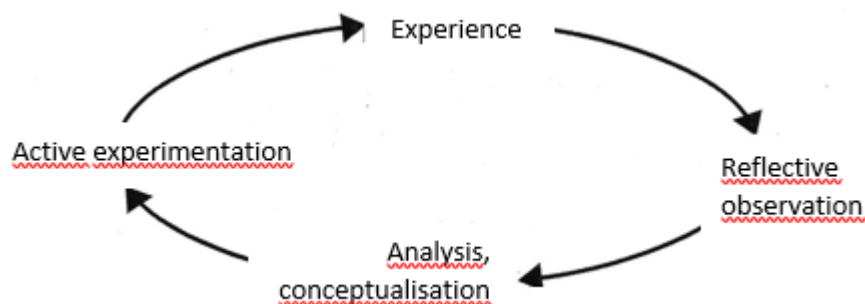 Experience
Active experimentation
Reflective
observation
Analysis,
conceptualisation